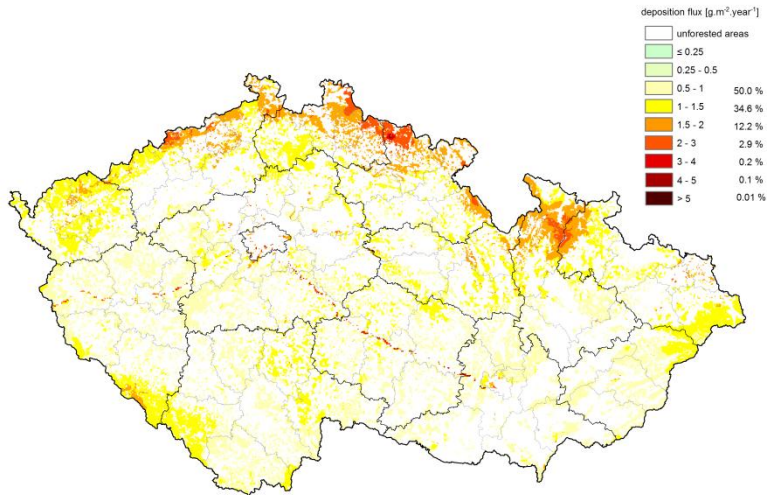 deposition flux [g.m⁻².year⁻¹]
unforested areas
≤ 0.25
0.25 - 0.5
0.5 - 1 50.0 %
1 - 1.5 34.6 %
1.5 - 2 12.2 %
2 - 3 2.9 %
3 - 4 0.2 %
4 - 5 0.1 %
> 5 0.01 %